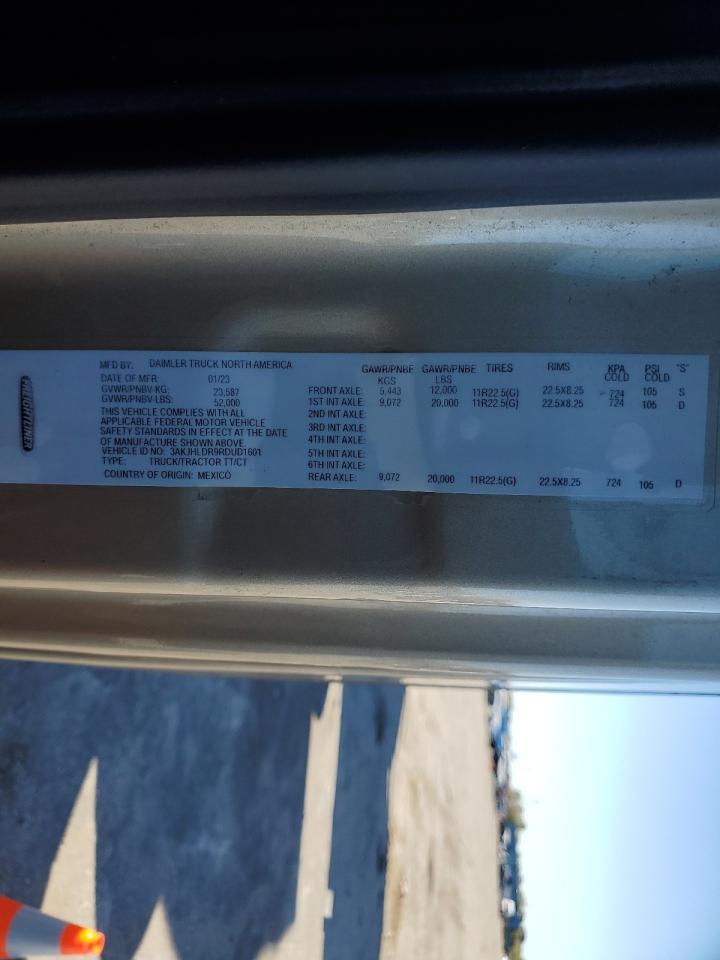 FREIGHTLINER
MFD BY: DAIMLER TRUCK NORTH AMERICA
DATE OF MFR: 01/23
GVWR/PNBV-KG: 23,587
GVWR/PNBV-LBS: 52,000
THIS VEHICLE COMPLIES WITH ALL
APPLICABLE FEDERAL MOTOR VEHICLE
SAFETY STANDARDS IN EFFECT AT THE DATE
OF MANUFACTURE SHOWN ABOVE.
VEHICLE ID NO: 3AKJHLDR9RDUD1601
TYPE: TRUCK/TRACTOR TT/CT
COUNTRY OF ORIGIN: MEXICO
GAWR/PNBE GAWR/PNBE TIRES RIMS KPA PSI "S"
KGS LBS COLD COLD
FRONT AXLE: 5,443 12,000 11R22.5(G) 22.5X8.25 724 105 S
1ST INT AXLE: 9,072 20,000 11R22.5(G) 22.5X8.25 724 105 D
2ND INT AXLE:
3RD INT AXLE:
4TH INT AXLE:
5TH INT AXLE:
6TH INT AXLE:
REAR AXLE: 9,072 20,000 11R22.5(G) 22.5X8.25 724 105 D